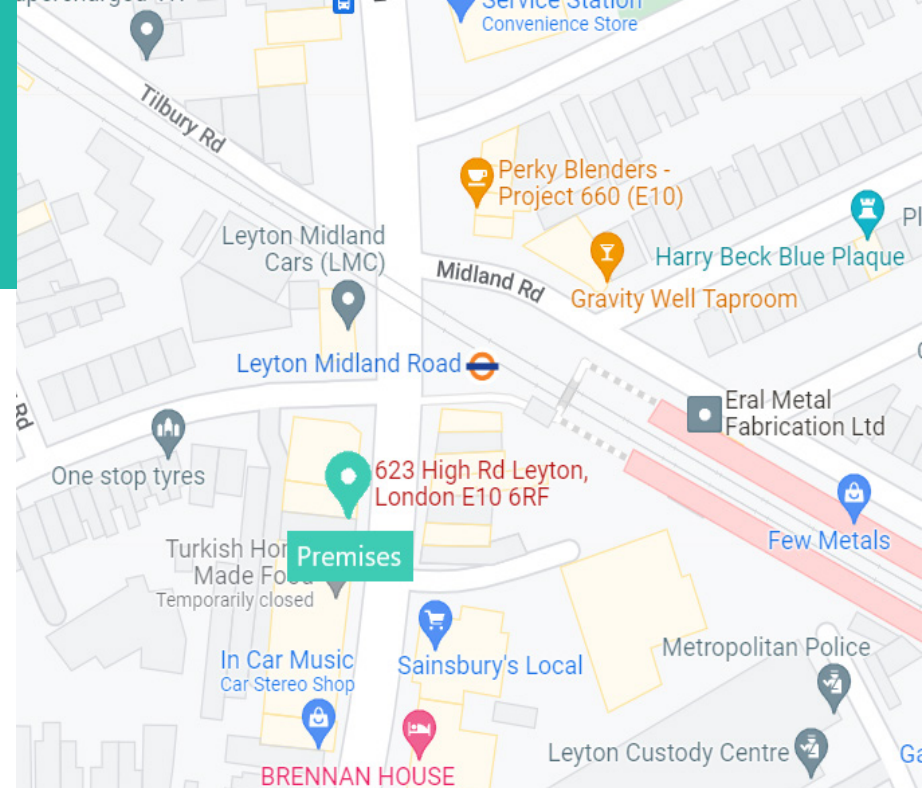 Service Station
Convenience Store
Tilbury Rd
Perky Blenders -
Project 660 (E10)
Leyton Midland
Cars (LMC)
Harry Beck Blue Plaque
Midland Rd
Gravity Well Taproom
Leyton Midland Road
Eral Metal
Fabrication Ltd
Rd
One stop tyres
623 High Rd Leyton,
London E10 6RF
Turkish
Made Food
Temporarily closed
Premises
Few Metals
Metropolitan Police
In Car Music
Car Stereo Shop
Sainsbury's Local
Leyton Custody Centre
BRENNAN HOUSE